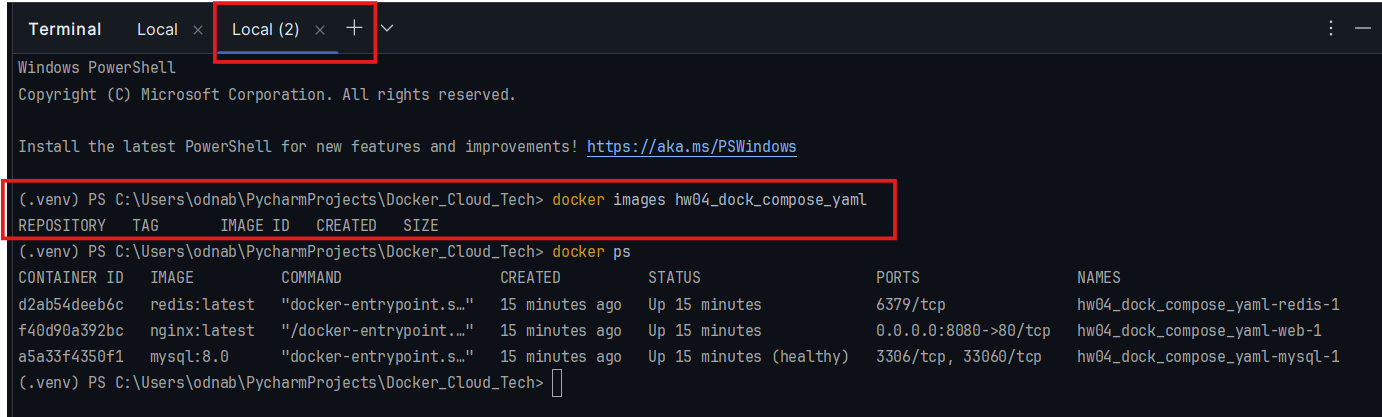 Terminal Local × Local (2) × +
Windows PowerShell
Copyright (C) Microsoft Corporation. All rights reserved.
Install the latest PowerShell for new features and improvements! https://aka.ms/PSWindows
(.venv) PS C:\Users\odnab\PycharmProjects\Docker_Cloud_Tech> docker images hw04_dock_compose_yaml
REPOSITORY   TAG       IMAGE ID   CREATED   SIZE
(.venv) PS C:\Users\odnab\PycharmProjects\Docker_Cloud_Tech> docker ps
CONTAINER ID   IMAGE          COMMAND                  CREATED          STATUS                    PORTS                  NAMES
d2ab54deeb6c   redis:latest   "docker-entrypoint.s…"   15 minutes ago   Up 15 minutes             6379/tcp               hw04_dock_compose_yaml-redis-1
f40d90a392bc   nginx:latest   "/docker-entrypoint.…"   15 minutes ago   Up 15 minutes             0.0.0.0:8080->80/tcp   hw04_dock_compose_yaml-web-1
a5a33f4350f1   mysql:8.0      "docker-entrypoint.s…"   15 minutes ago   Up 15 minutes (healthy)   3306/tcp, 33060/tcp    hw04_dock_compose_yaml-mysql-1
(.venv) PS C:\Users\odnab\PycharmProjects\Docker_Cloud_Tech>